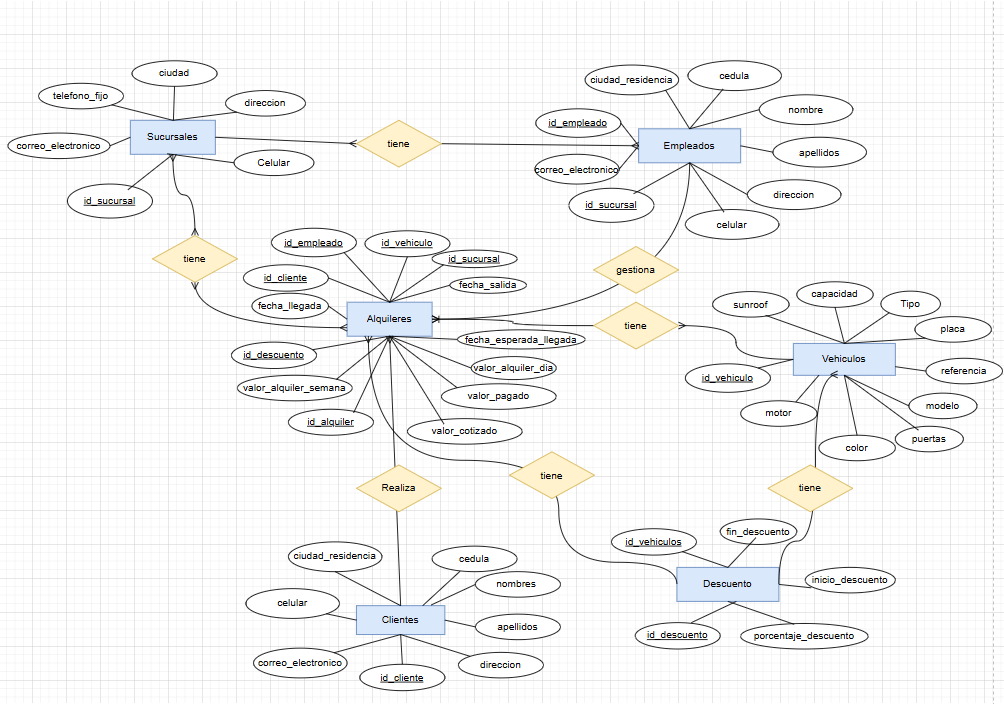 ciudad
telefono_fijo
direccion
Sucursales
correo_electronico
Celular
id_sucursal
tiene
ciudad_residencia
cedula
nombre
id_empleado
Empleados
apellidos
correo_electronico
direccion
id_sucursal
celular
tiene
id_empleado
id_vehiculo
id_sucursal
id_cliente
fecha_salida
fecha_llegada
Alquileres
fecha_esperada_llegada
id_descuento
valor_alquiler_dia
valor_alquiler_semana
valor_pagado
id_alquiler
valor_cotizado
gestiona
tiene
sunroof
capacidad
Tipo
placa
Vehiculos
referencia
id_vehiculo
modelo
motor
puertas
color
Realiza
tiene
tiene
ciudad_residencia
cedula
nombres
celular
Clientes
apellidos
correo_electronico
direccion
id_cliente
id_vehiculos
fin_descuento
Descuento
inicio_descuento
id_descuento
porcentaje_descuento